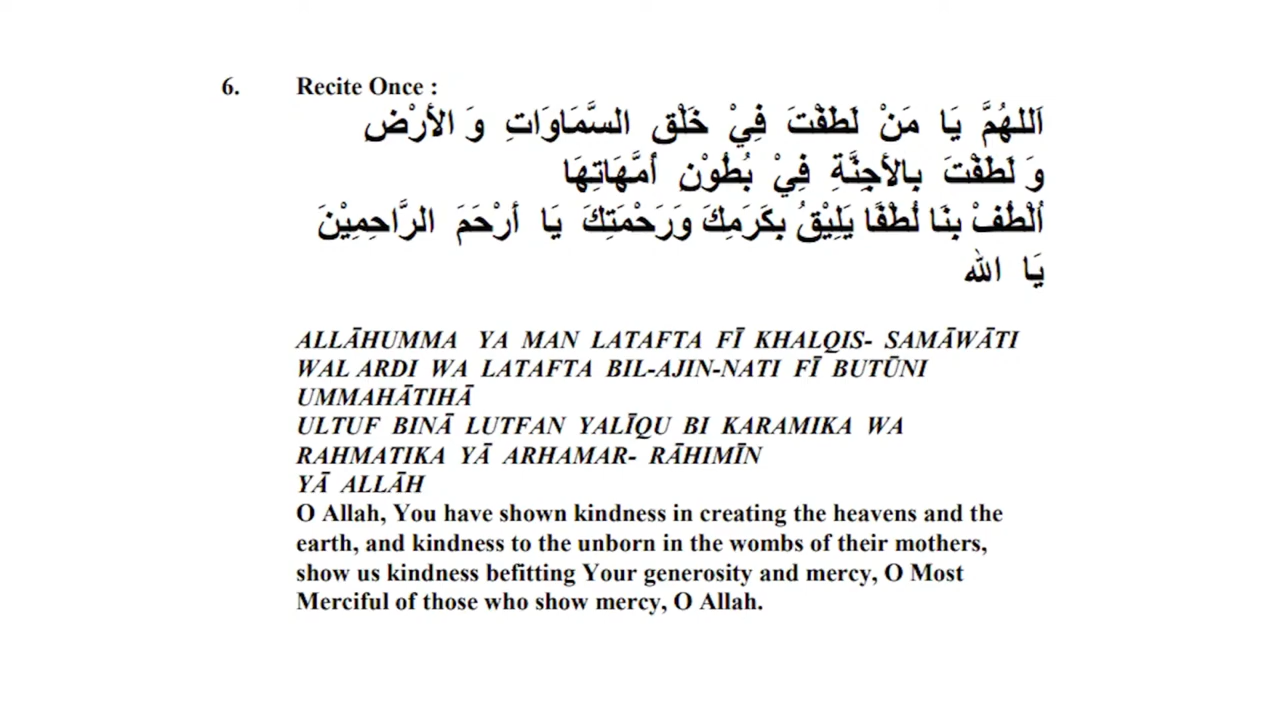 6. Recite Once :
اَللهُمَّ يَا مَنْ لَطَفْتَ فِيْ خَلْقِ السَّمَاوَاتِ وَ الأَرْضِ
وَ لَطَفْتَ بِالأَجِنَّةِ فِيْ بُطُوْنِ أُمَّهَاتِهَا
اُلْطُفْ بِنَا لُطْفًا يَلِيْقُ بِكَرَمِكَ وَرَحْمَتِكَ يَا أَرْحَمَ الرَّاحِمِيْنَ
يَا الله
ALLĀHUMMA YA MAN LATAFTA FĪ KHALQIS- SAMĀWĀTI
WAL ARDI WA LATAFTA BIL-AJIN-NATI FĪ BUTŪNI
UMMAHĀTIHĀ
ULTUF BINĀ LUTFAN YALĪQU BI KARAMIKA WA
RAHMATIKA YĀ ARHAMAR- RĀHIMĪN
YĀ ALLĀH
O Allah, You have shown kindness in creating the heavens and the
earth, and kindness to the unborn in the wombs of their mothers,
show us kindness befitting Your generosity and mercy, O Most
Merciful of those who show mercy, O Allah.